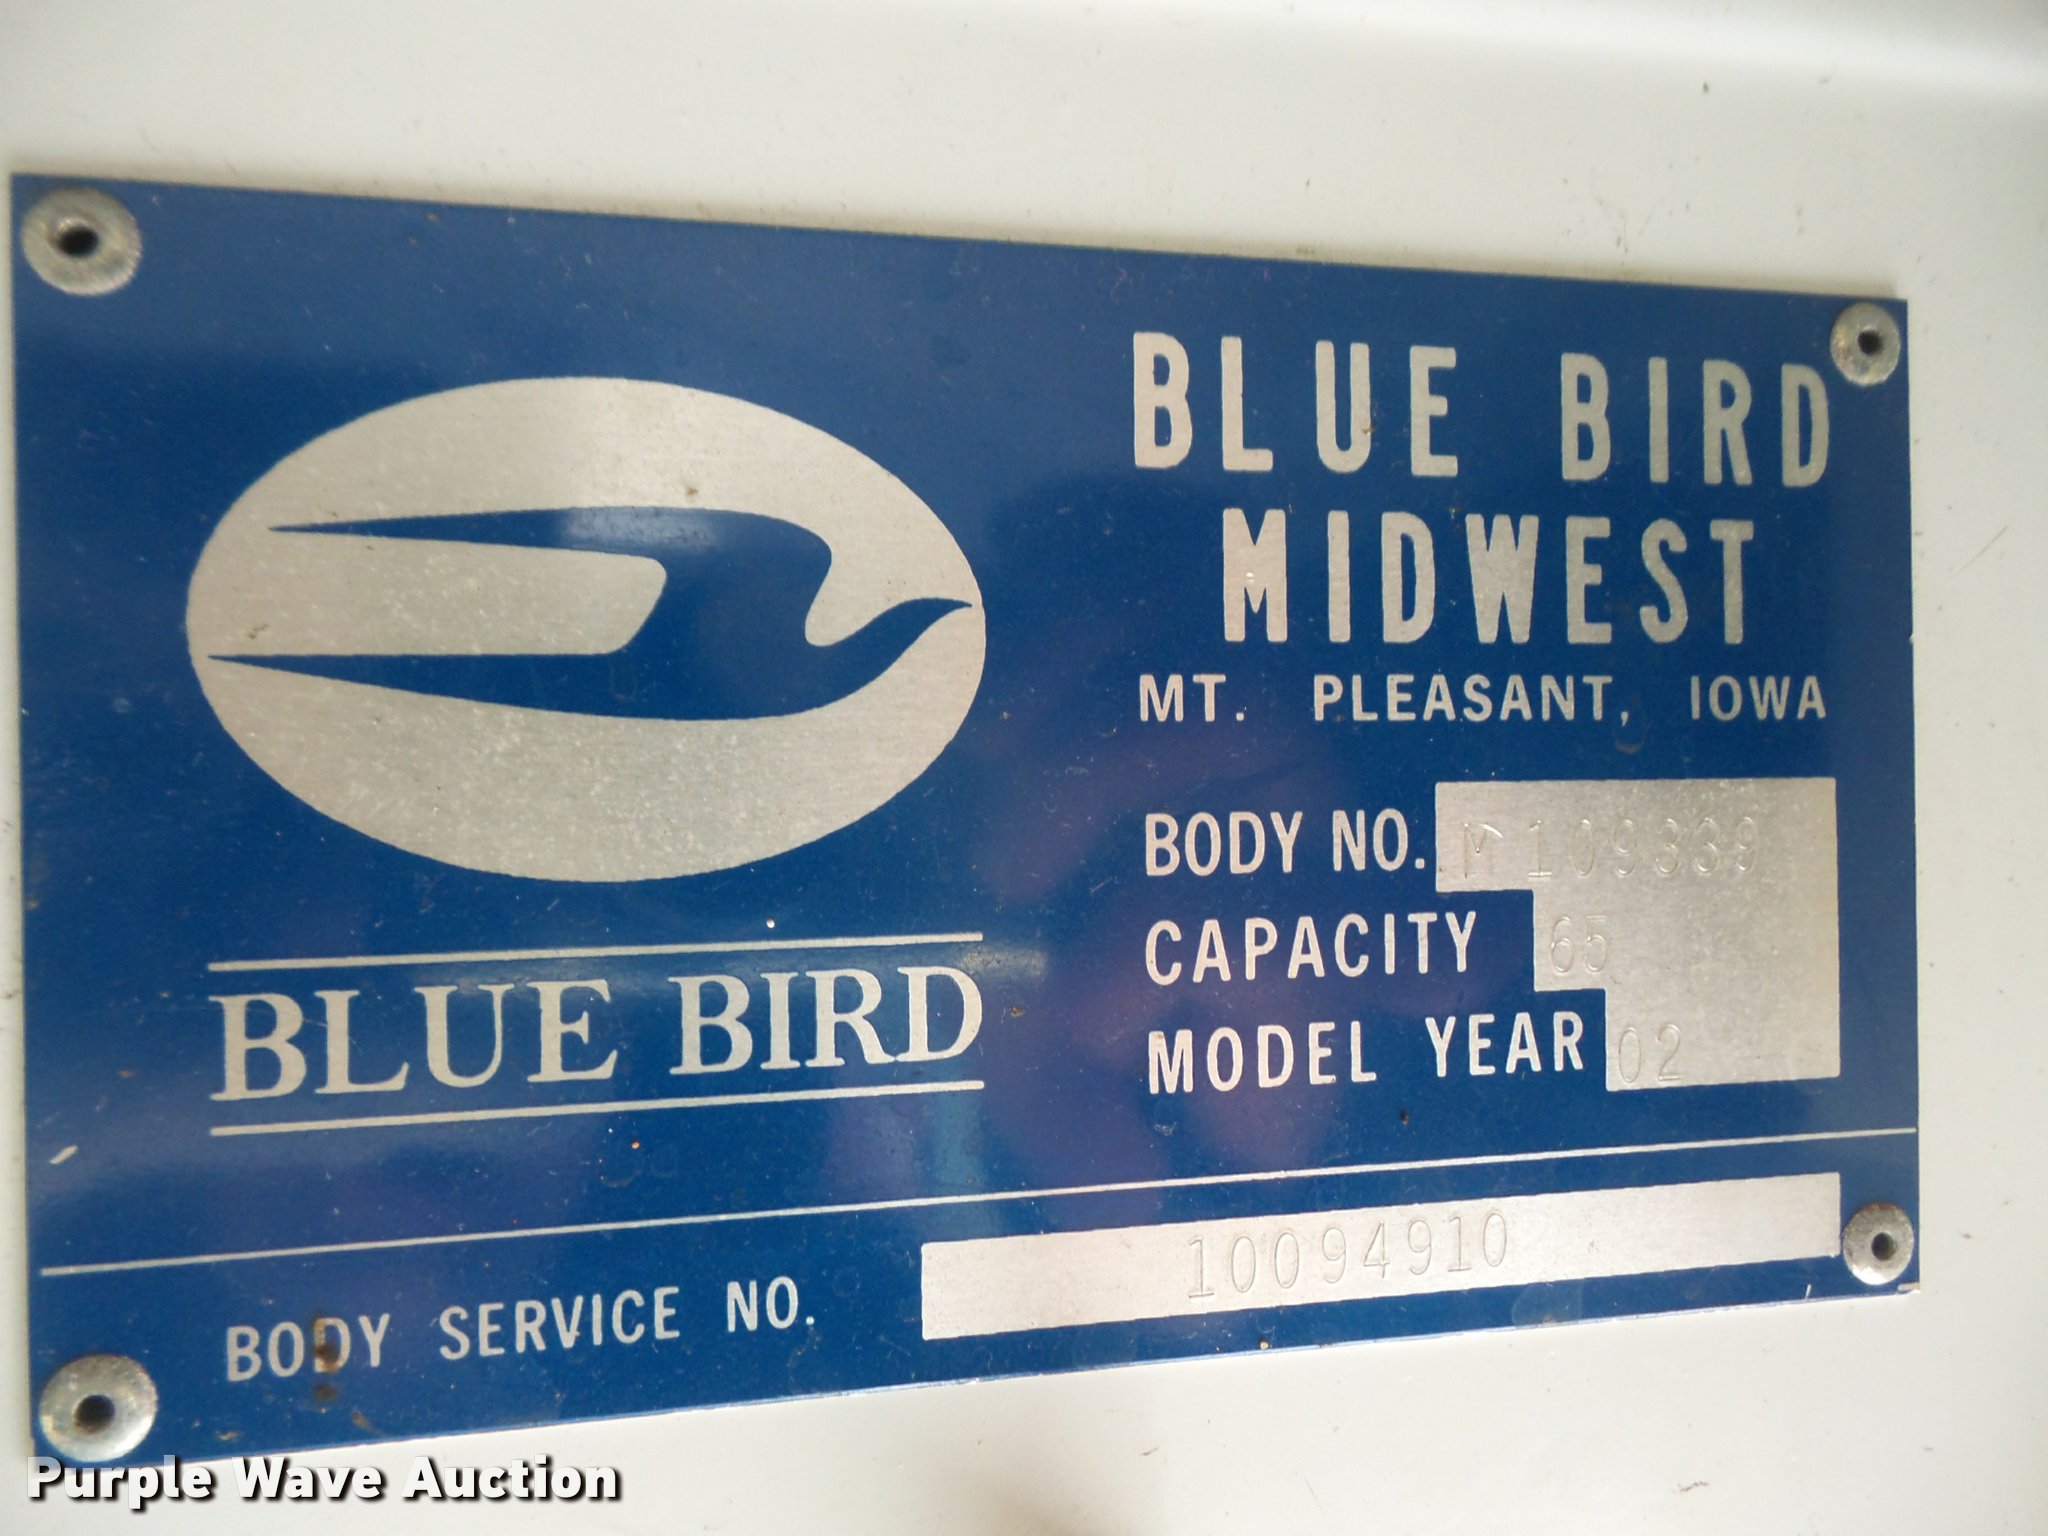 BLUE BIRD
MIDWEST
MT. PLEASANT, IOWA
BODY NO. M109339
CAPACITY 65
MODEL YEAR 02
BLUE BIRD
BODY SERVICE NO. 10094910
Purple Wave Auction